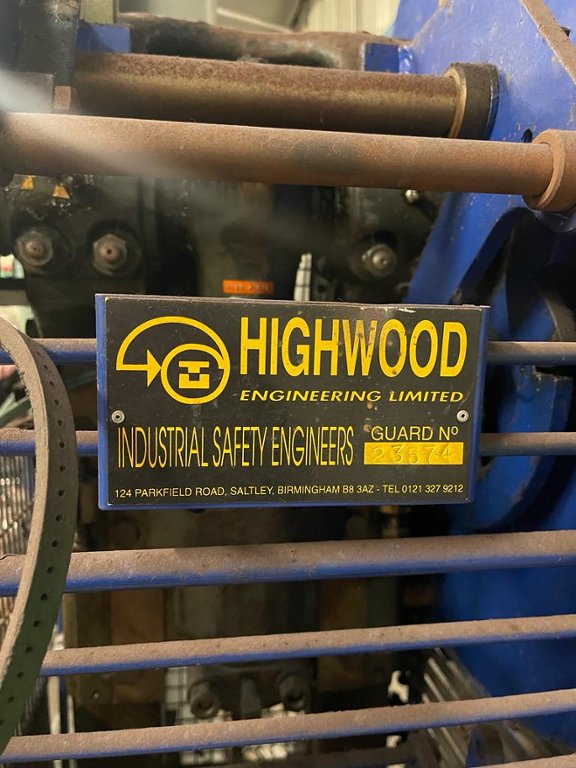 HIGHWOOD
ENGINEERING LIMITED
INDUSTRIAL SAFETY ENGINEERS
GUARD Nº
124 PARKFIELD ROAD, SALTLEY, BIRMINGHAM B8 3AZ - TEL 0121 327 9212